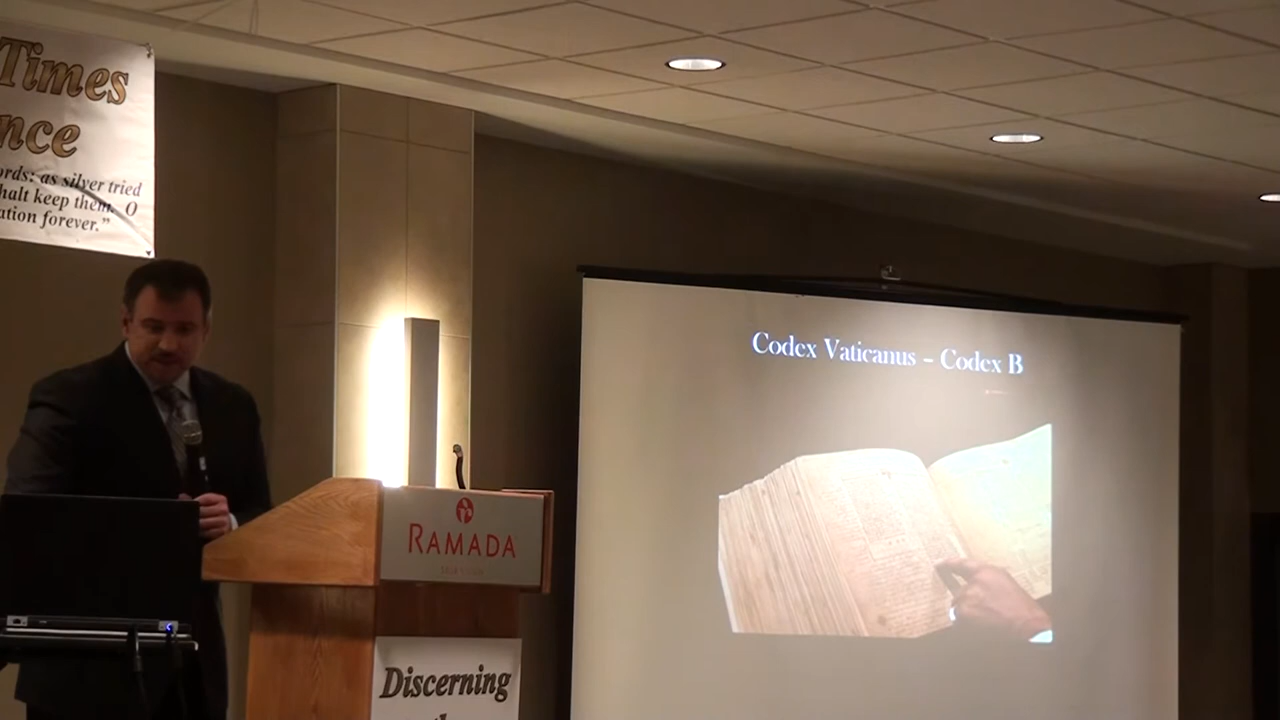 Times
nce
ords: as silver tried
halt keep them, O
ation forever.”
Codex Vaticanus – Codex B
RAMADA
Discerning